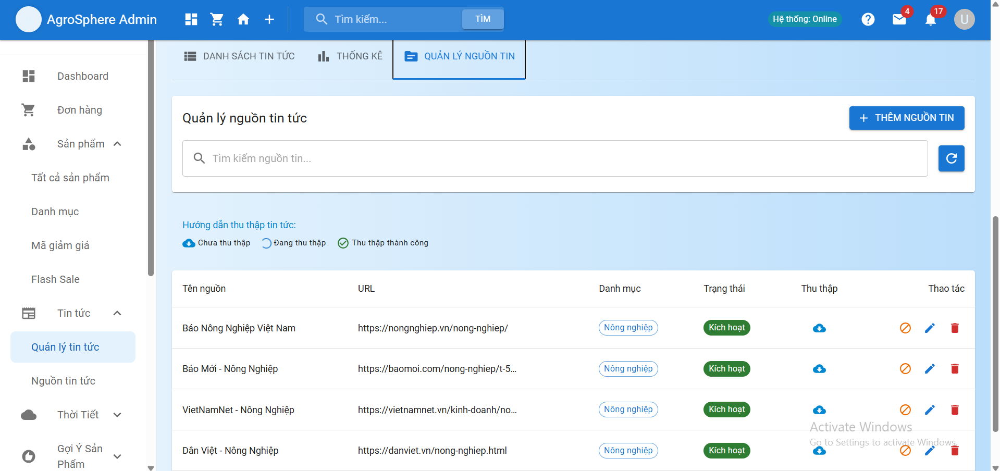 AgroSphere Admin
Tìm kiếm...
TÌM
Hệ thống: Online
4
17
U
Dashboard
Đơn hàng
Sản phẩm
Tất cả sản phẩm
Danh mục
Mã giảm giá
Flash Sale
Tin tức
Quản lý tin tức
Nguồn tin tức
Thời Tiết
Gợi Ý Sản
Phẩm
DANH SÁCH TIN TỨC
THỐNG KÊ
QUẢN LÝ NGUỒN TIN
Quản lý nguồn tin tức
THÊM NGUỒN TIN
Tìm kiếm nguồn tin...
Hướng dẫn thu thập tin tức:
Chưa thu thập
Đang thu thập
Thu thập thành công
Tên nguồn URL Danh mục Trạng thái Thu thập Thao tác
Báo Nông Nghiệp Việt Nam https://nongnghiep.vn/nong-nghiep/ Nông nghiệp Kích hoạt
Báo Mới - Nông Nghiệp https://baomoi.com/nong-nghiep/t-5... Nông nghiệp Kích hoạt
VietNamNet - Nông Nghiệp https://vietnamnet.vn/kinh-doanh/no... Nông nghiệp Kích hoạt
Dân Việt - Nông Nghiệp https://danviet.vn/nong-nghiep.html Nông nghiệp Kích hoạt
Activate Windows
Go to Settings to activate Windows.